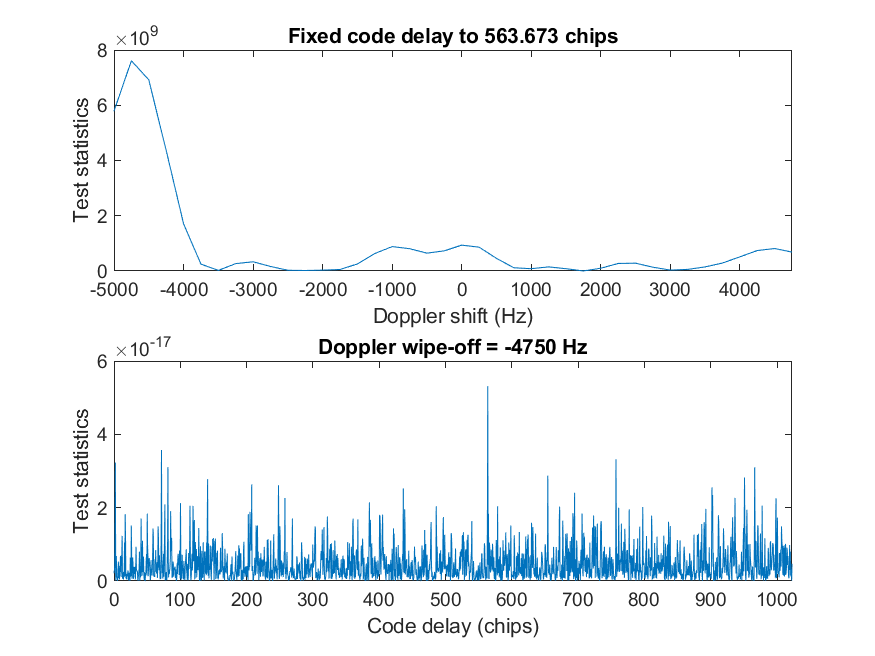 Fixed code delay to 563.673 chips
×10^9
8
6
4
2
0
Test statistics
-5000 -4000 -3000 -2000 -1000 0 1000 2000 3000 4000
Doppler shift (Hz)
Doppler wipe-off = -4750 Hz
×10^-17
6
4
2
0
Test statistics
0 100 200 300 400 500 600 700 800 900 1000
Code delay (chips)